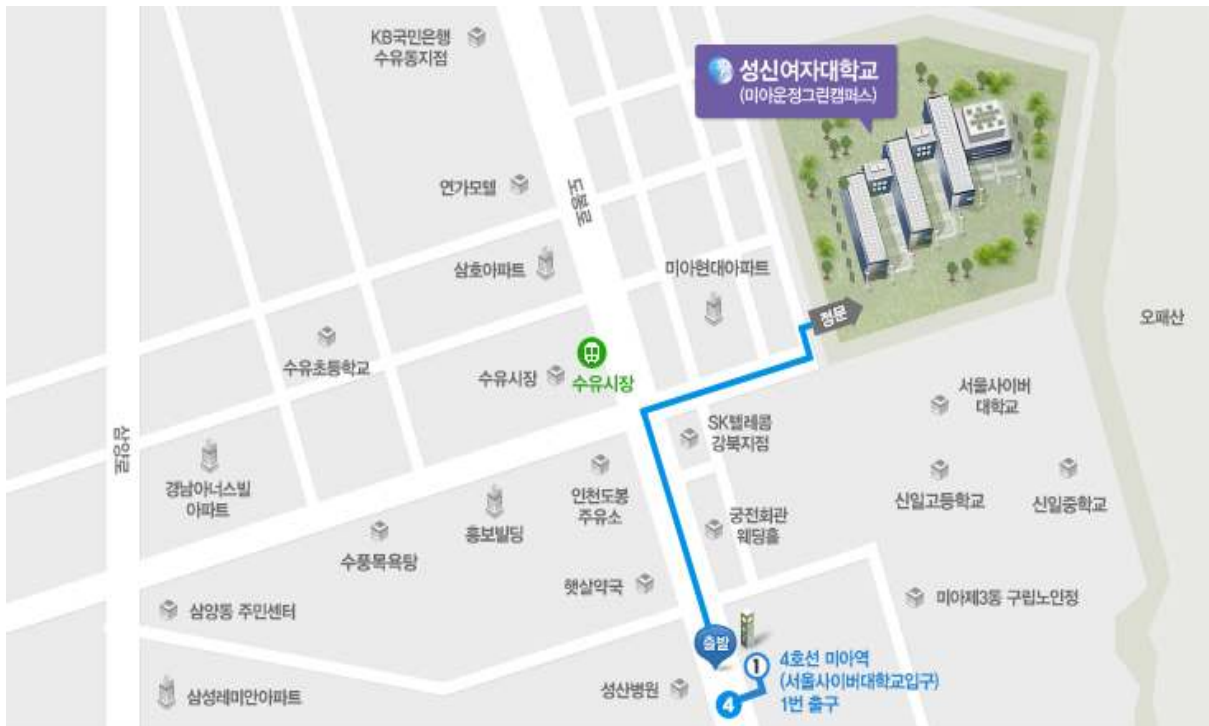 KB국민은행
수유동지점
성신여자대학교
(미아운정그린캠퍼스)
연가모텔
도봉로
삼호아파트
미아현대아파트
정문
오패산
수유초등학교
수유시장
수유시장
서울사이버
대학교
SK텔레콤
강북지점
삼양로
경남아너스빌
아파트
인천도봉
주유소
신일고등학교
신일중학교
홍보빌딩
궁전회관
웨딩홀
수풍목욕탕
햇살약국
미아제3동 구립노인정
삼양동 주민센터
출발
1
4호선 미아역
(서울사이버대학교입구)
1번 출구
성산병원
4
삼성레미안아파트